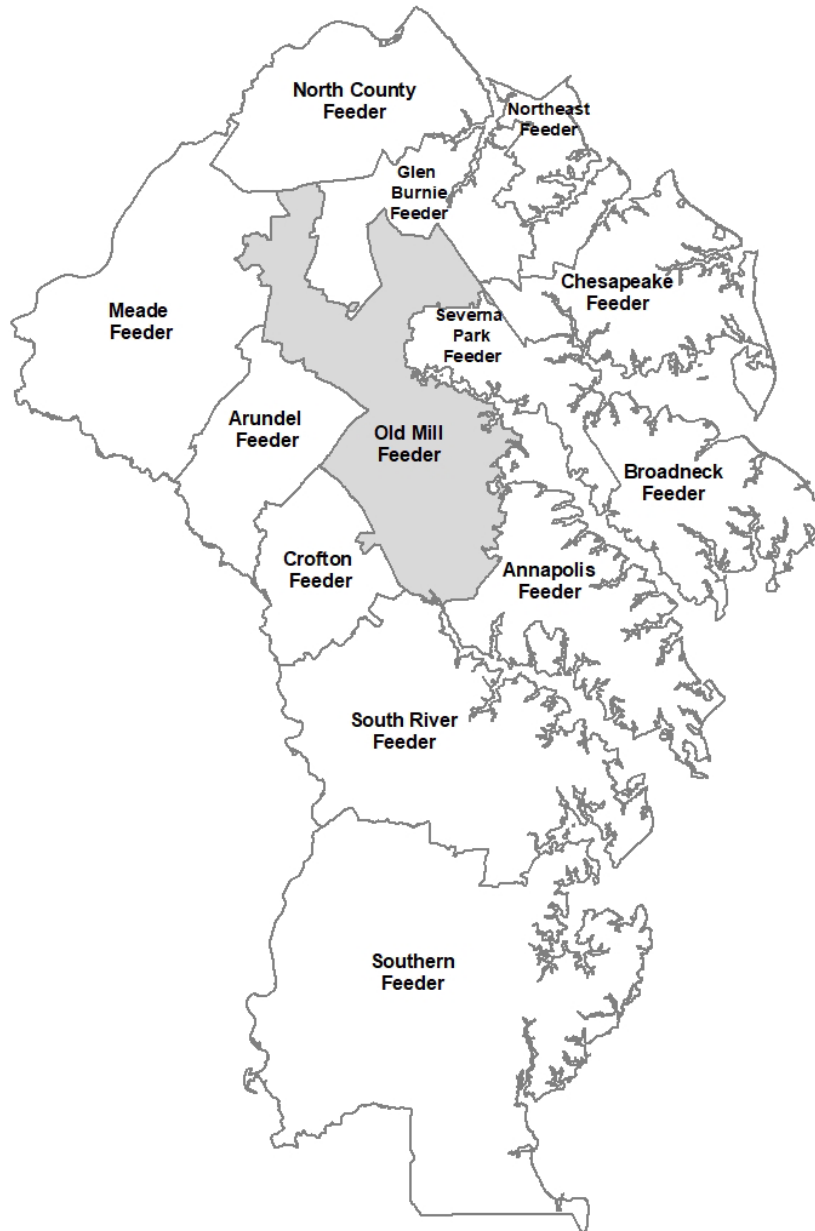 North County
Feeder
Northeast
Feeder
Glen
Burnie
Feeder
Chesapeake
Feeder
Meade
Feeder
Severna
Park
Feeder
Arundel
Feeder
Old Mill
Feeder
Broadneck
Feeder
Crofton
Feeder
Annapolis
Feeder
South River
Feeder
Southern
Feeder